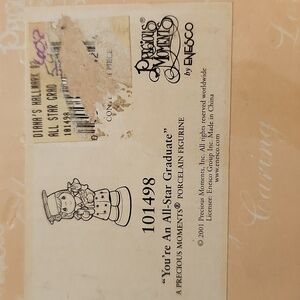 DIANA'S HALLMARK
ALL STAR GRAD
101498
PRECIOUS
MOMENTS®
by ENESCO
101498
"You're An All-Star Graduate"
A PRECIOUS MOMENTS® PORCELAIN FIGURINE
© 2001 Precious Moments, Inc. All rights reserved worldwide
Licensee: Enesco Group Inc. Made in China
www.enesco.com